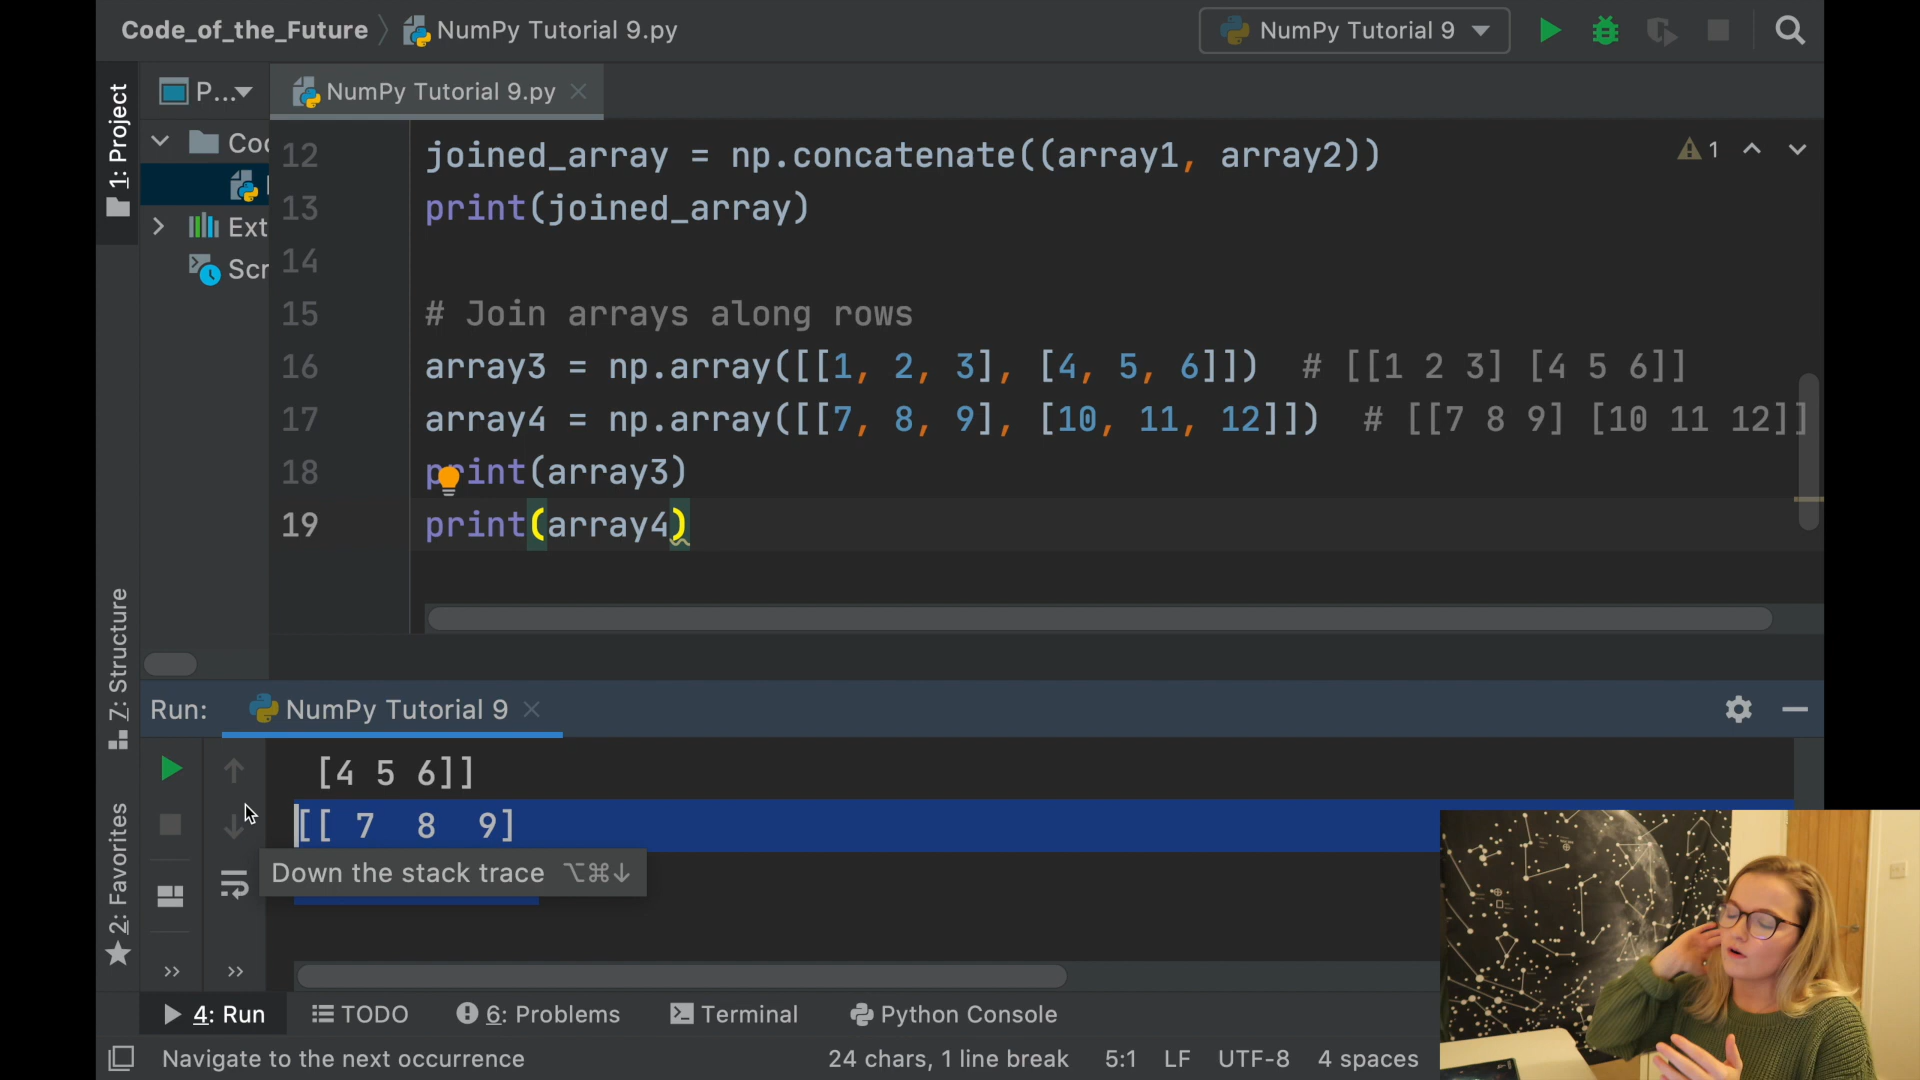 Code_of_the_Future NumPy Tutorial 9.py NumPy Tutorial 9
1: Project P... NumPy Tutorial 9.py
12 joined_array = np.concatenate((array1, array2)) 1
13 print(joined_array)
14
15 # Join arrays along rows
16 array3 = np.array([[1, 2, 3], [4, 5, 6]]) # [[1 2 3] [4 5 6]]
17 array4 = np.array([[7, 8, 9], [10, 11, 12]]) # [[7 8 9] [10 11 12]]
18 print(array3)
19 print(array4)
Ext
Scr
Z: Structure
2: Favorites
Run: NumPy Tutorial 9
[4 5 6]]
[[ 7 8 9]
Down the stack trace ⌥⌘↓
4: Run TODO 6: Problems Terminal Python Console
Navigate to the next occurrence 24 chars, 1 line break 5:1 LF UTF-8 4 spaces